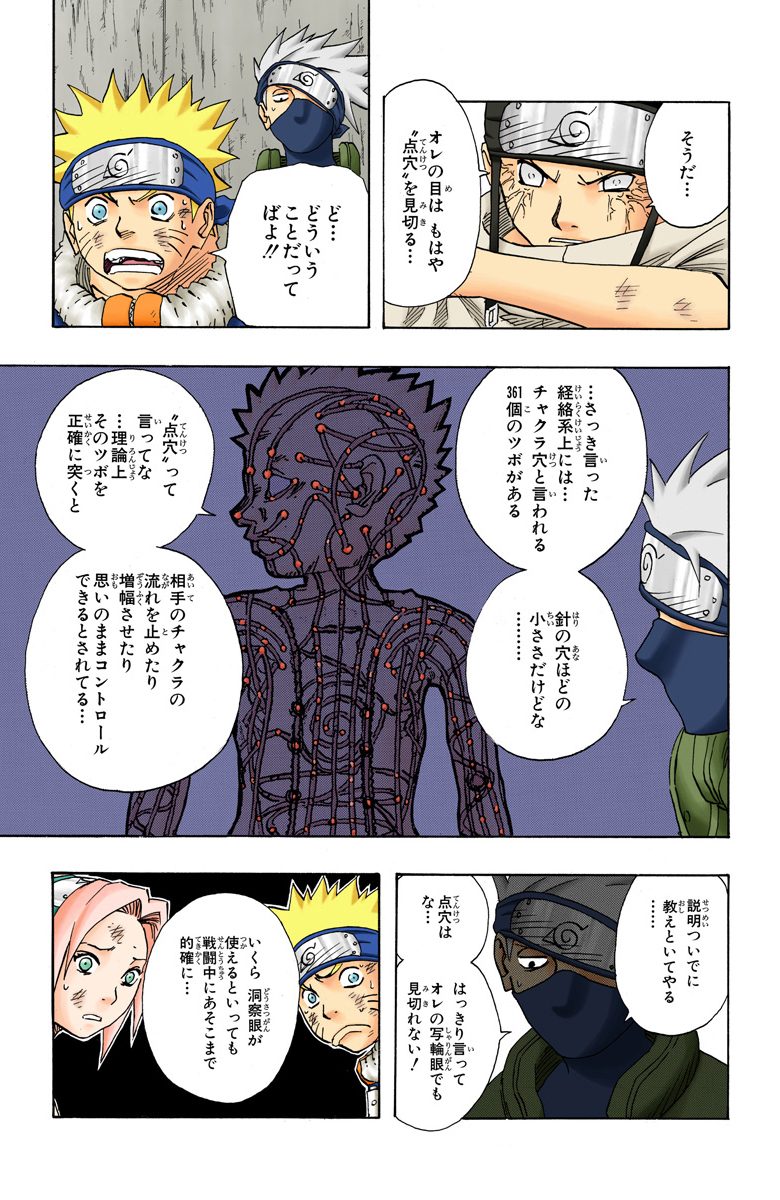 そうだ…
オレの目は もはや
〝点穴〟を見切る…
ど…
どういう
ことだって
ばよ!!
…さっき言った
経絡系上には…
チャクラ穴と言われる
361個のツボがある
針の穴ほどの
小ささだけどな
………
〝点穴〟って
言ってな
…理論上
そのツボを
正確に突くと
相手のチャクラの
流れを止めたり
増幅させたり
思いのままコントロール
できるとされてる…
説明ついでに
教えといてやる
……
点穴は
な…
はっきり言って
オレの写輪眼でも
見切れない!
いくら 洞察眼が
使えるといっても
戦闘中にあそこまで
的確に…